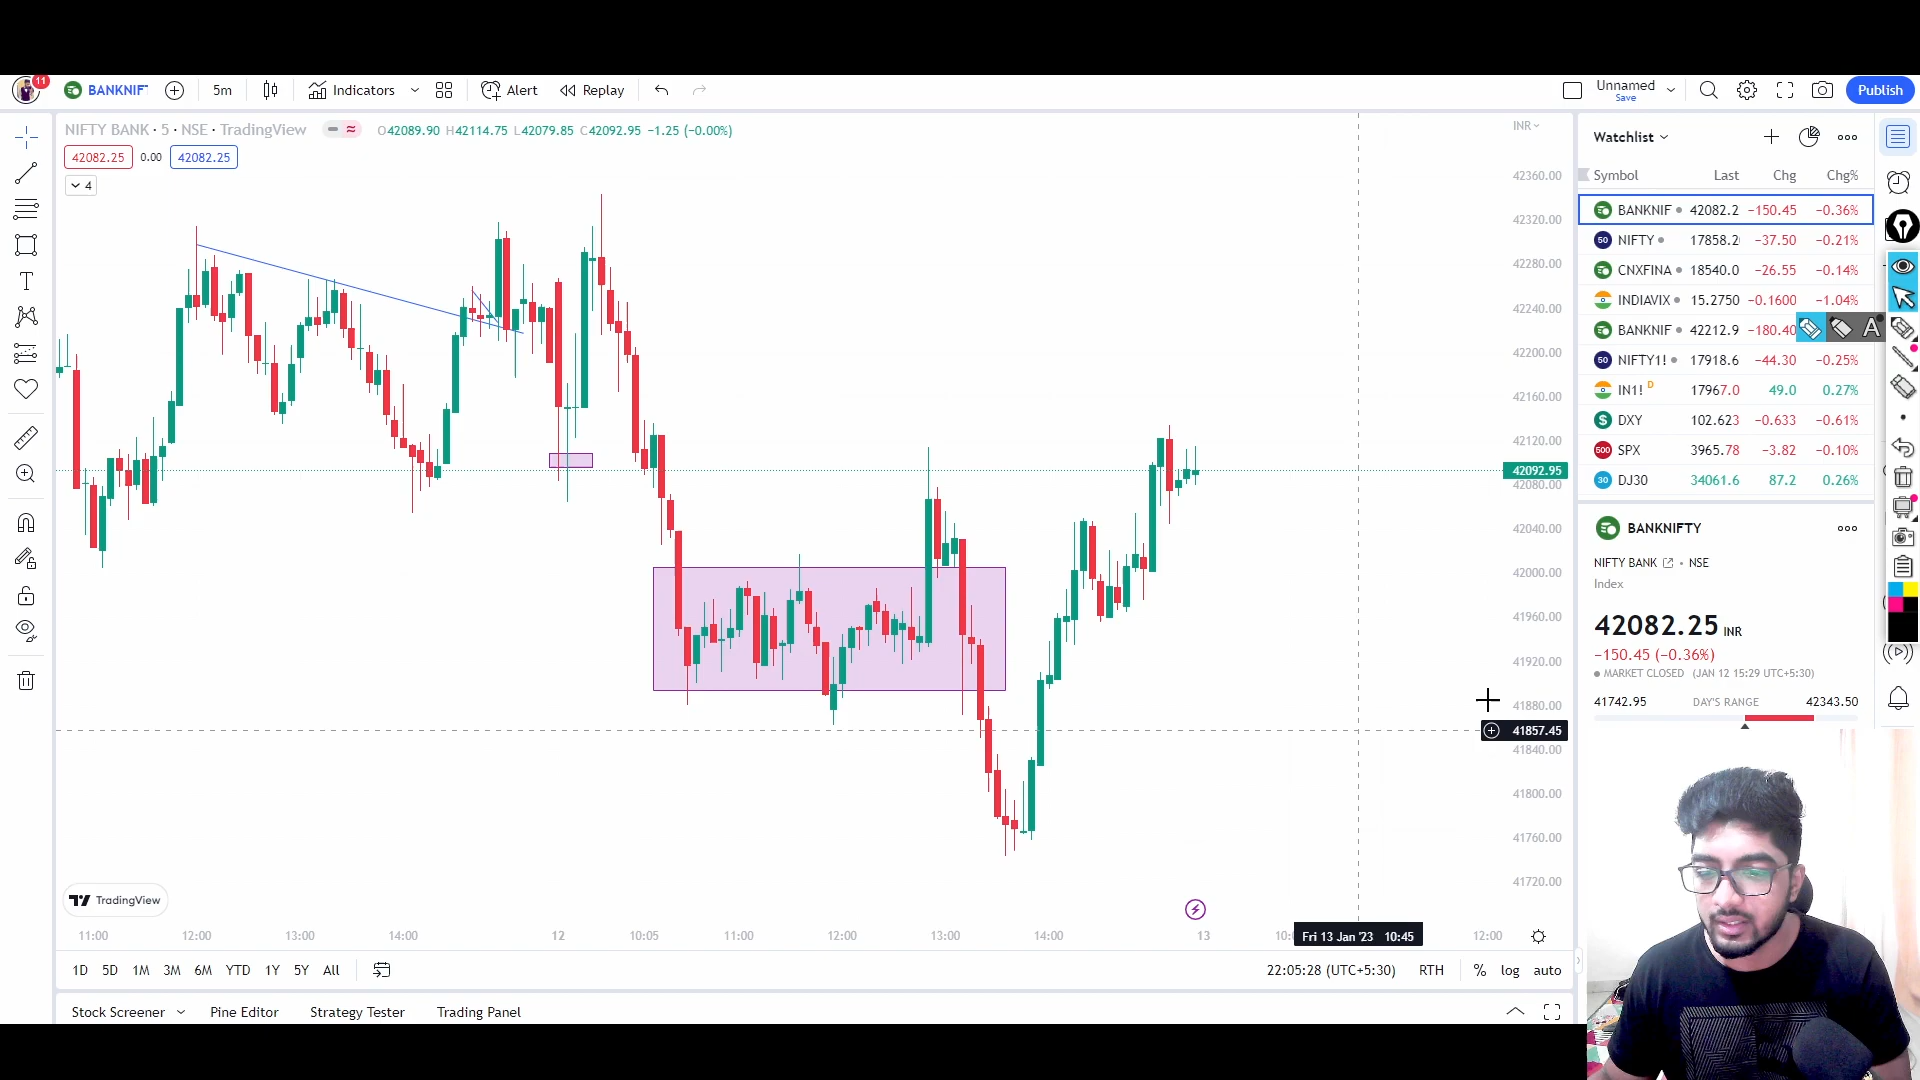 11
BANKNIF
5m
Indicators
Alert
Replay
Unnamed
Save
Publish
NIFTY BANK · 5 · NSE · TradingView
O42089.90 H42114.75 L42079.85 C42092.95 −1.25 (−0.00%)
INR
42082.25 0.00 42082.25
4
42360.00
42320.00
42280.00
42240.00
42200.00
42160.00
42120.00
42092.95
42080.00
42040.00
42000.00
41960.00
41920.00
41880.00
41857.45
41840.00
41800.00
41760.00
41720.00
TradingView
11:00 12:00 13:00 14:00 12 10:05 11:00 12:00 13:00 14:00 13 Fri 13 Jan '23 10:45 12:00
1D 5D 1M 3M 6M YTD 1Y 5Y All
22:05:28 (UTC+5:30) RTH % log auto
Stock Screener Pine Editor Strategy Tester Trading Panel
Watchlist
Symbol Last Chg Chg%
BANKNIF 42082.2 −150.45 −0.36%
50 NIFTY 17858.2 −37.50 −0.21%
CNXFINA 18540.0 −26.55 −0.14%
INDIAVIX 15.2750 −0.1600 −1.04%
BANKNIF 42212.9 −180.40
50 NIFTY1! 17918.6 −44.30 −0.25%
IN1! D 17967.0 49.0 0.27%
$ DXY 102.623 −0.633 −0.61%
500 SPX 3965.78 −3.82 −0.10%
30 DJ30 34061.6 87.2 0.26%
A
BANKNIFTY
NIFTY BANK · NSE
Index
42082.25 INR
−150.45 (−0.36%)
MARKET CLOSED (JAN 12 15:29 UTC+5:30)
41742.95 DAY'S RANGE 42343.50